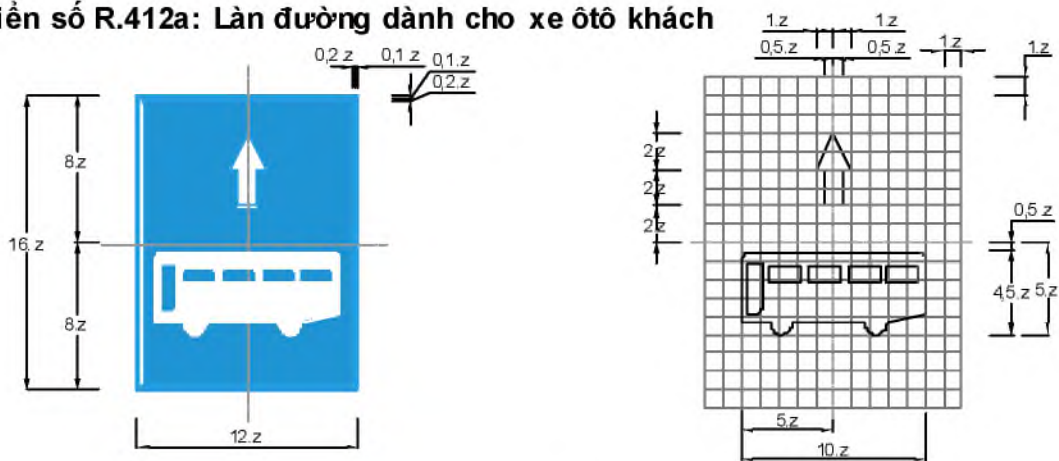 ển số R.412a: Làn đường dành cho xe ôtô khách
0,2.z 0,1.z 0,1.z
0,2.z
8.z
16.z
8.z
12.z
1.z 1.z
0,5.z 0,5.z 1.z
1.z
2.z
2.z
2.z
0,5.z
4,5.z 5.z
5.z
10.z